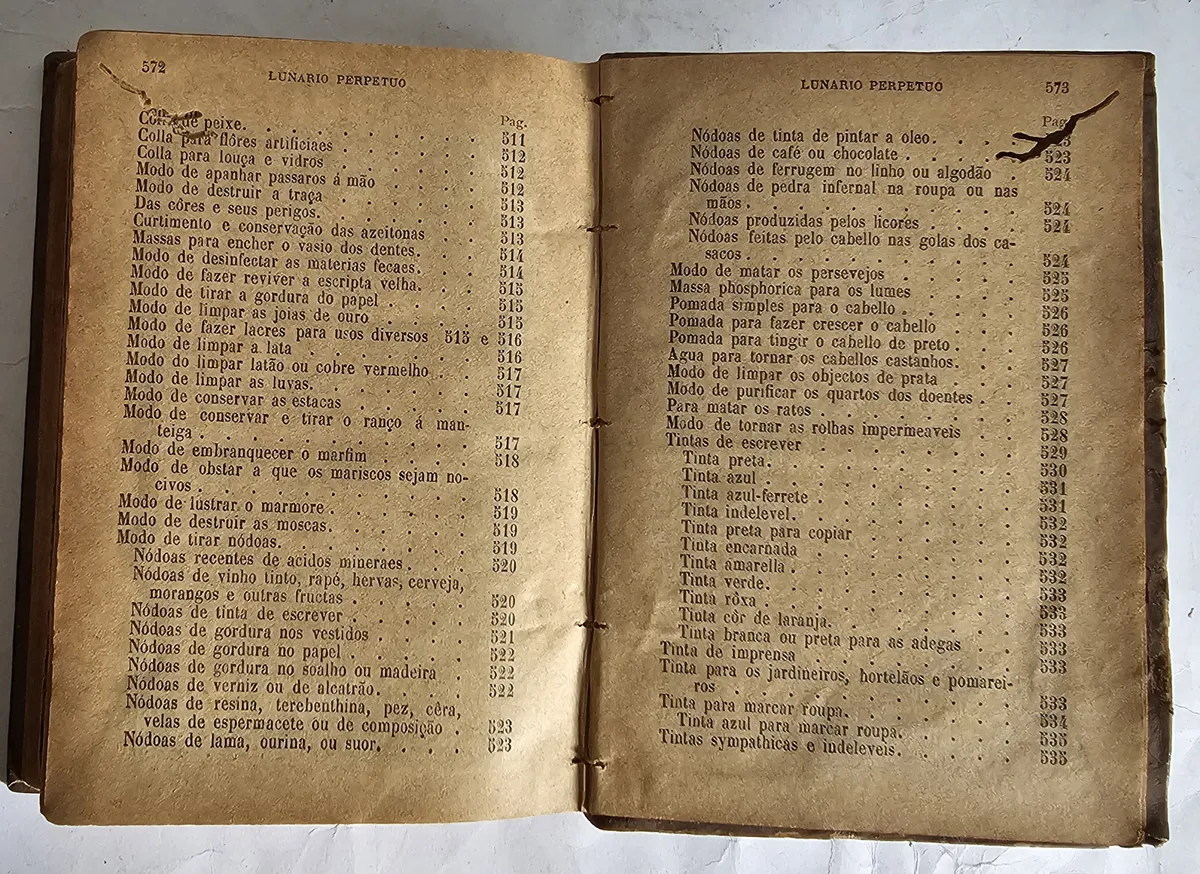 572
LUNARIO PERPETUO
Pag.
de peixe. . . . . . . . . 511
Colla para flôres artificiaes . . . . . 512
Colla para louça e vidros . . . . . . 512
Modo de apanhar passaros á mão . . . . 512
Modo de destruir a traça . . . . . . 513
Das côres e seus perigos. . . . . . . 513
Curtimento e conservação das azeitonas . . . 513
Massas para encher o vasio dos dentes. . . . 514
Modo de desinfectar as materias fecaes. . . . 514
Modo de fazer reviver a escripta velha. . . . 515
Modo de tirar a gordura do papel . . . . 515
Modo de limpar as joias de ouro . . . . 515
Modo de fazer lacres para usos diversos 515 e 516
Modo de limpar a lata . . . . . . . 516
Modo do limpar latão ou cobre vermelho . . . 517
Modo de limpar as luvas. . . . . . . 517
Modo de conservar as estacas . . . . . 517
Modo de conservar e tirar o ranço á man-
teiga . . . . . . . . . . . 517
Modo de embranquecer o marfim . . . . 518
Modo de obstar a que os mariscos sejam no-
civos . . . . . . . . . . . 518
Modo de lustrar o marmore . . . . . . 519
Modo de destruir as moscas. . . . . . 519
Modo de tirar nódoas. . . . . . . . 519
Nódoas recentes de acidos mineraes . . . 520
Nódoas de vinho tinto, rapé, hervas, cerveja,
morangos e outras fructas . . . . . 520
Nódoas de tinta de escrever . . . . . 520
Nódoas de gordura nos vestidos . . . . 521
Nódoas de gordura no papel . . . . . 522
Nódoas de gordura no soalho ou madeira . 522
Nódoas de verniz ou de alcatrão. . . . 522
Nódoas de resina, terebenthina, pez, cêra,
velas de espermacete ou de composição . 523
Nódoas de lama, ourina, ou suor. . . . 523
LUNARIO PERPETUO
573
Nódoas de tinta de pintar a oleo. . . .
Nódoas de café ou chocolate . . . . . 523
Nódoas de ferrugem no linho ou algodão . 524
Nódoas de pedra infernal na roupa ou nas
mãos . . . . . . . . . . 524
Nódoas produzidas pelos licores . . . . 524
Nódoas feitas pelo cabello nas golas dos ca-
sacos . . . . . . . . . . 524
Modo de matar os persevejos . . . . . 525
Massa phosphorica para os lumes . . . . 525
Pomada simples para o cabello . . . . . 526
Pomada para fazer crescer o cabello . . . 526
Pomada para tingir o cabello de preto . . . 526
Agua para tornar os cabellos castanhos. . . 527
Modo de limpar os objectos de prata . . . 527
Modo de purificar os quartos dos doentes . . 527
Para matar os ratos . . . . . . . . 528
Modo de tornar as rolhas impermeaveis . . 528
Tintas de escrever . . . . . . . . 529
Tinta preta. . . . . . . . . . 530
Tinta azul . . . . . . . . . . 531
Tinta azul-ferrete . . . . . . . . 531
Tinta indelevel. . . . . . . . . 532
Tinta preta para copiar . . . . . . 532
Tinta encarnada . . . . . . . . 532
Tinta amarella . . . . . . . . . 532
Tinta verde. . . . . . . . . . 533
Tinta rôxa . . . . . . . . . . 533
Tinta côr de laranja. . . . . . . . 533
Tinta branca ou preta para as adegas . . 533
Tinta de imprensa . . . . . . . . 533
Tinta para os jardineiros, hortelãos e pomarei-
ros . . . . . . . . . . . 533
Tinta para marcar roupa. . . . . . . 534
Tinta azul para marcar roupa. . . . . 535
Tintas sympathicas e indeleveis. . . . . 535